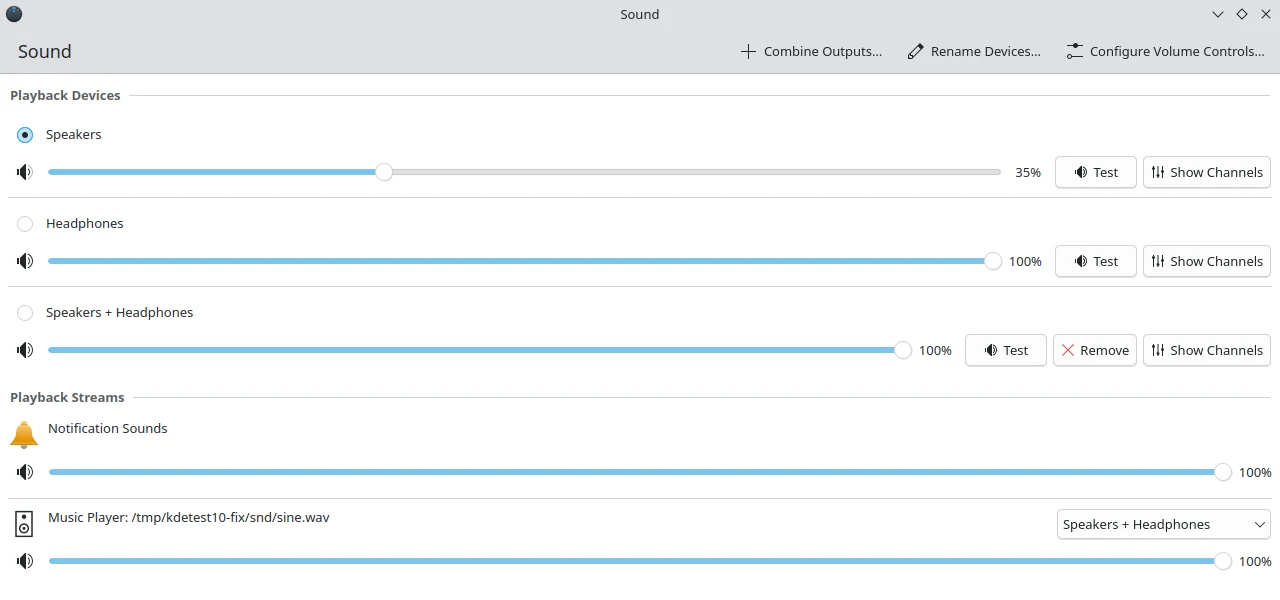 Sound
Sound
Combine Outputs...
Rename Devices...
Configure Volume Controls...
Playback Devices
Speakers
35%
Test
Show Channels
Headphones
100%
Test
Show Channels
Speakers + Headphones
100%
Test
Remove
Show Channels
Playback Streams
Notification Sounds
100%
Music Player: /tmp/kdetest10-fix/snd/sine.wav
Speakers + Headphones
100%